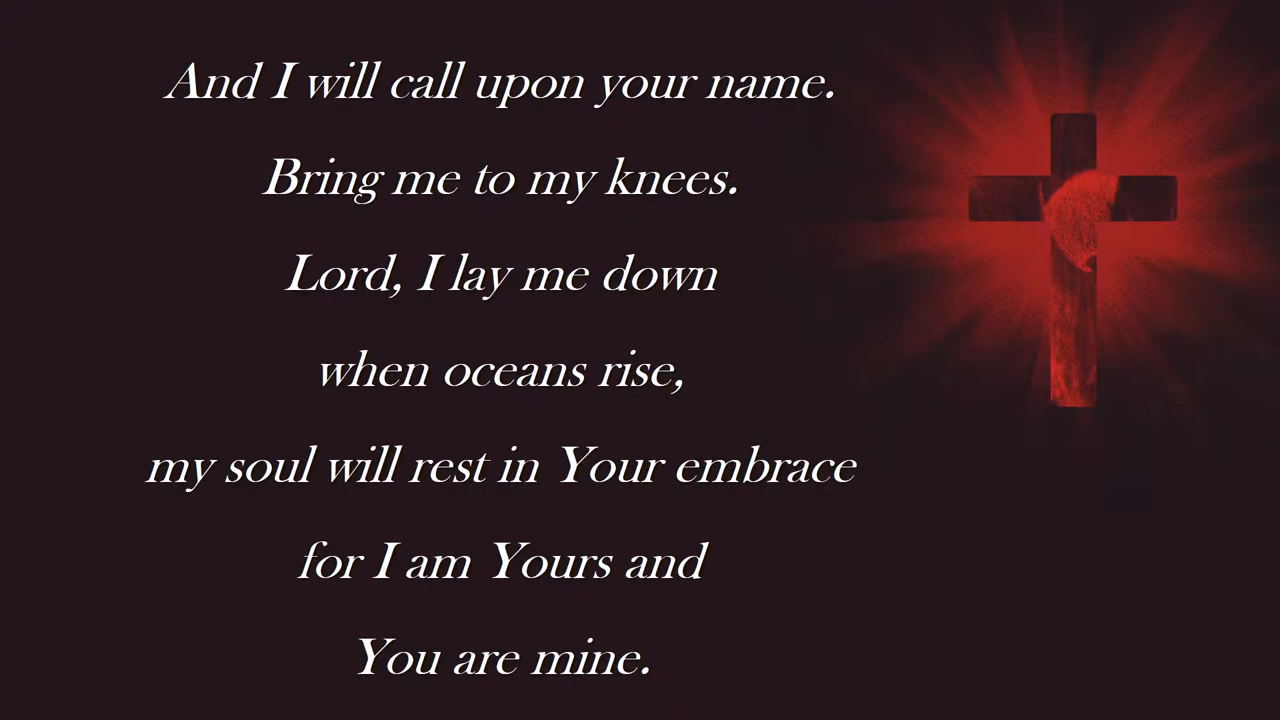 And I will call upon your name.
Bring me to my knees.
Lord, I lay me down
when oceans rise,
my soul will rest in Your embrace
for I am Yours and
You are mine.